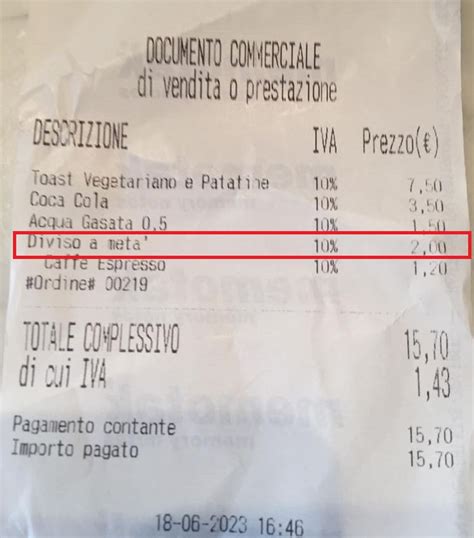 DOCUMENTO COMMERCIALE
di vendita o prestazione
DESCRIZIONE IVA Prezzo(€)
Toast Vegetariano e Patatine 10% 7,50
Coca Cola 10% 3,50
Acqua Gasata 0,5 10% 1,50
Diviso a meta' 10% 2,00
Caffe Espresso 10% 1,20
#Ordine# 00219
TOTALE COMPLESSIVO 15,70
di cui IVA 1,43
Pagamento contante 15,70
Importo pagato 15,70
18-06-2023 16:46